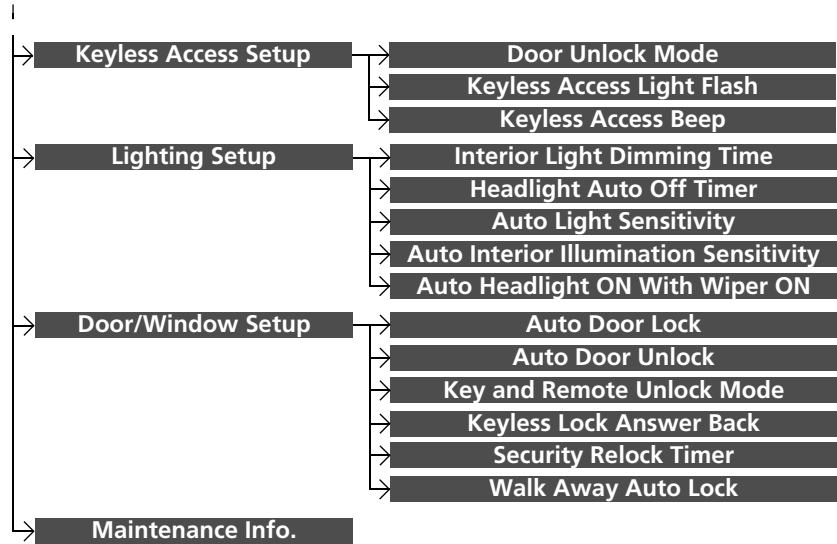 Keyless Access Setup
Door Unlock Mode
Keyless Access Light Flash
Keyless Access Beep
Lighting Setup
Interior Light Dimming Time
Headlight Auto Off Timer
Auto Light Sensitivity
Auto Interior Illumination Sensitivity
Auto Headlight ON With Wiper ON
Door/Window Setup
Auto Door Lock
Auto Door Unlock
Key and Remote Unlock Mode
Keyless Lock Answer Back
Security Relock Timer
Walk Away Auto Lock
Maintenance Info.